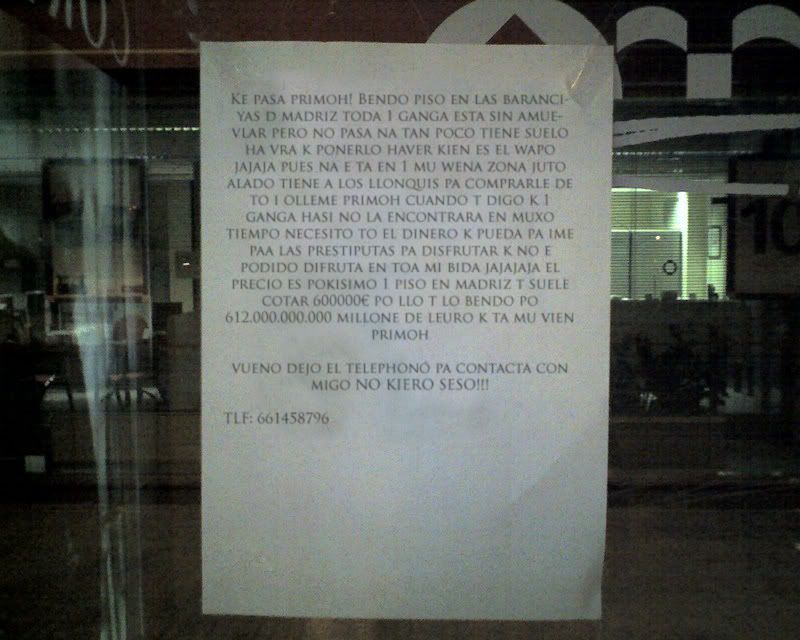 KE PASA PRIMOH! BENDO PISO EN LAS BARANCI-
YAS D MADRIZ TODA 1 GANGA ESTA SIN AMUE-
VLAR PERO NO PASA NA TAN POCO TIENE SUELO
HA VRA K PONERLO HAVER KIEN ES EL WAPO
JAJAJA PUES NA E TA EN 1 MU WENA ZONA JUTO
ALADO TIENE A LOS LLONQUIS PA COMPRARLE DE
TO I OLLEME PRIMOH CUANDO T DIGO K 1
GANGA HASI NO LA ENCONTRARA EN MUXO
TIEMPO NECESITO TO EL DINERO K PUEDA PA IME
PAA LAS PRESTIPUTAS PA DISFRUTAR K NO E
PODIDO DIFRUTA EN TOA MI BIDA JAJAJAJA EL
PRECIO ES POKISIMO 1 PISO EN MADRIZ T SUELE
COTAR 600000€ PO LLO T LO BENDO PO
612.000.000.000 MILLONE DE LEURO K TA MU VIEN
PRIMOH
VUENO DEJO EL TELEPHONÓ PA CONTACTA CON
MIGO NO KIERO SESO!!!
TLF: 661458796